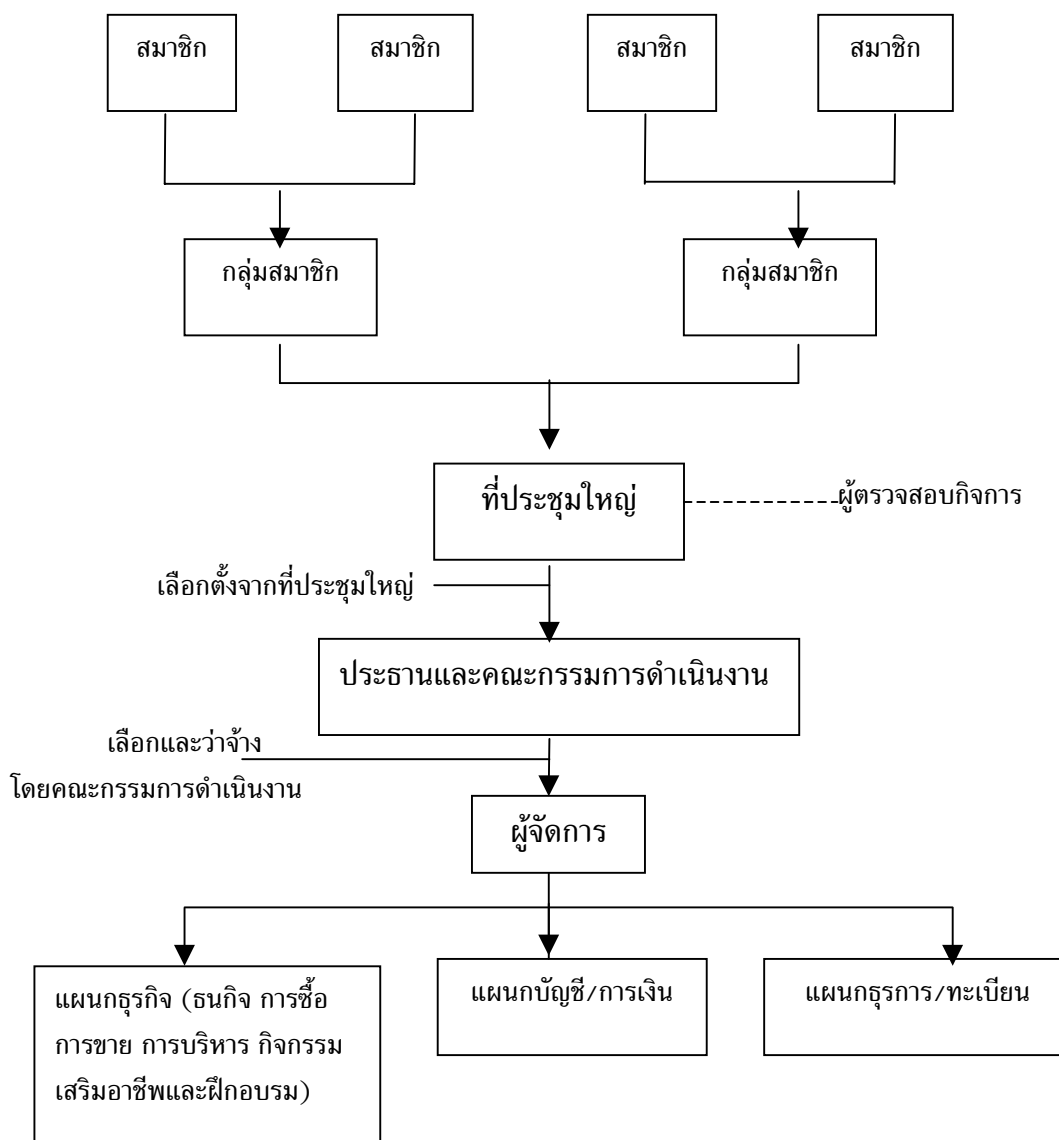 สมาชิก
สมาชิก
สมาชิก
สมาชิก
กลุ่มสมาชิก
กลุ่มสมาชิก
ที่ประชุมใหญ่
ผู้ตรวจสอบกิจการ
เลือกตั้งจากที่ประชุมใหญ่
ประธานและคณะกรรมการดำเนินงาน
เลือกและว่าจ้าง
โดยคณะกรรมการดำเนินงาน
ผู้จัดการ
แผนกธุรกิจ (ธนกิจ การซื้อ
การขาย การบริหาร กิจกรรม
เสริมอาชีพและฝึกอบรม)
แผนกบัญชี/การเงิน
แผนกธุรการ/ทะเบียน